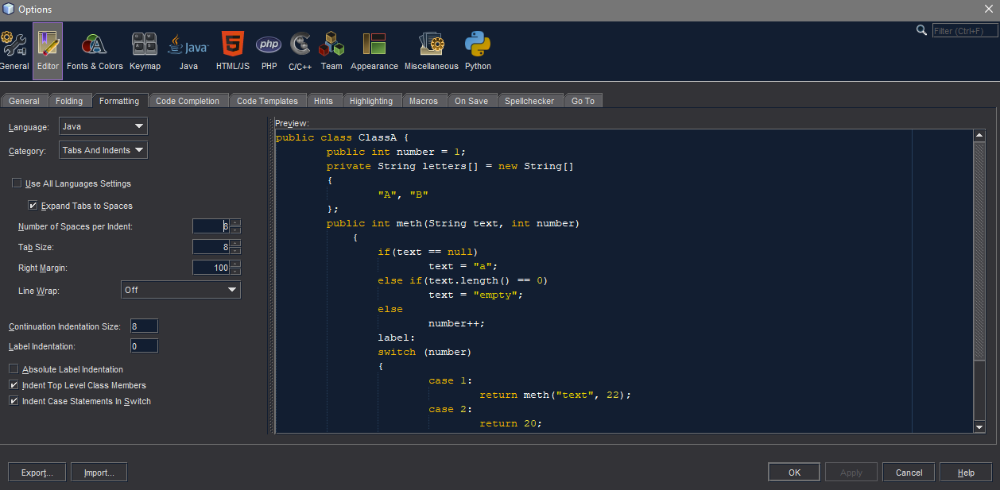 Options
Filter (Ctrl+F)
General Editor Fonts & Colors Keymap Java HTML/JS PHP C/C++ Team Appearance Miscellaneous Python
General Folding Formatting Code Completion Code Templates Hints Highlighting Macros On Save Spellchecker Go To
Language: Java
Category: Tabs And Indents
Use All Languages Settings
Expand Tabs to Spaces
Number of Spaces per Indent: 8
Tab Size: 8
Right Margin: 100
Line Wrap: Off
Continuation Indentation Size: 8
Label Indentation: 0
Absolute Label Indentation
Indent Top Level Class Members
Indent Case Statements In Switch
Preview:
public class ClassA {
public int number = 1;
private String letters[] = new String[]
{
"A", "B"
};
public int meth(String text, int number)
{
if(text == null)
text = "a";
else if(text.length() == 0)
text = "empty";
else
number++;
label:
switch (number)
{
case 1:
return meth("text", 22);
case 2:
return 20;
Export... Import... OK Apply Cancel Help